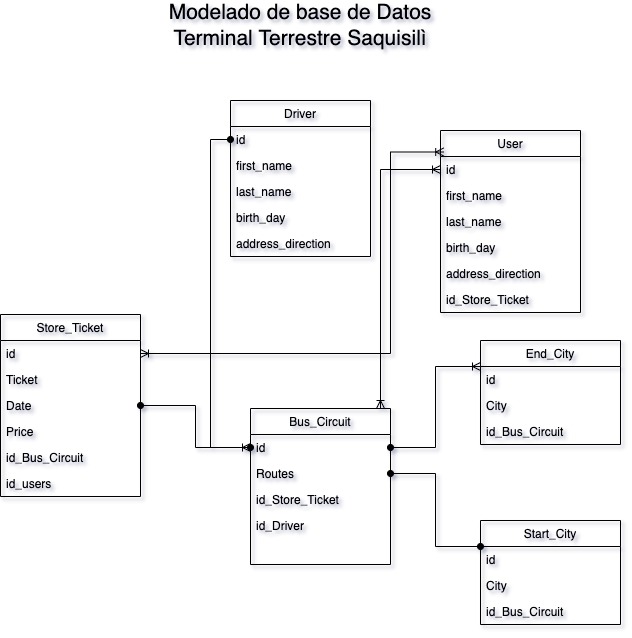 Modelado de base de Datos
Terminal Terrestre Saquisilì
Driver
id
first_name
last_name
birth_day
address_direction
User
id
first_name
last_name
birth_day
address_direction
id_Store_Ticket
Store_Ticket
id
Ticket
Date
Price
id_Bus_Circuit
id_users
Bus_Circuit
id
Routes
id_Store_Ticket
id_Driver
End_City
id
City
id_Bus_Circuit
Start_City
id
City
id_Bus_Circuit